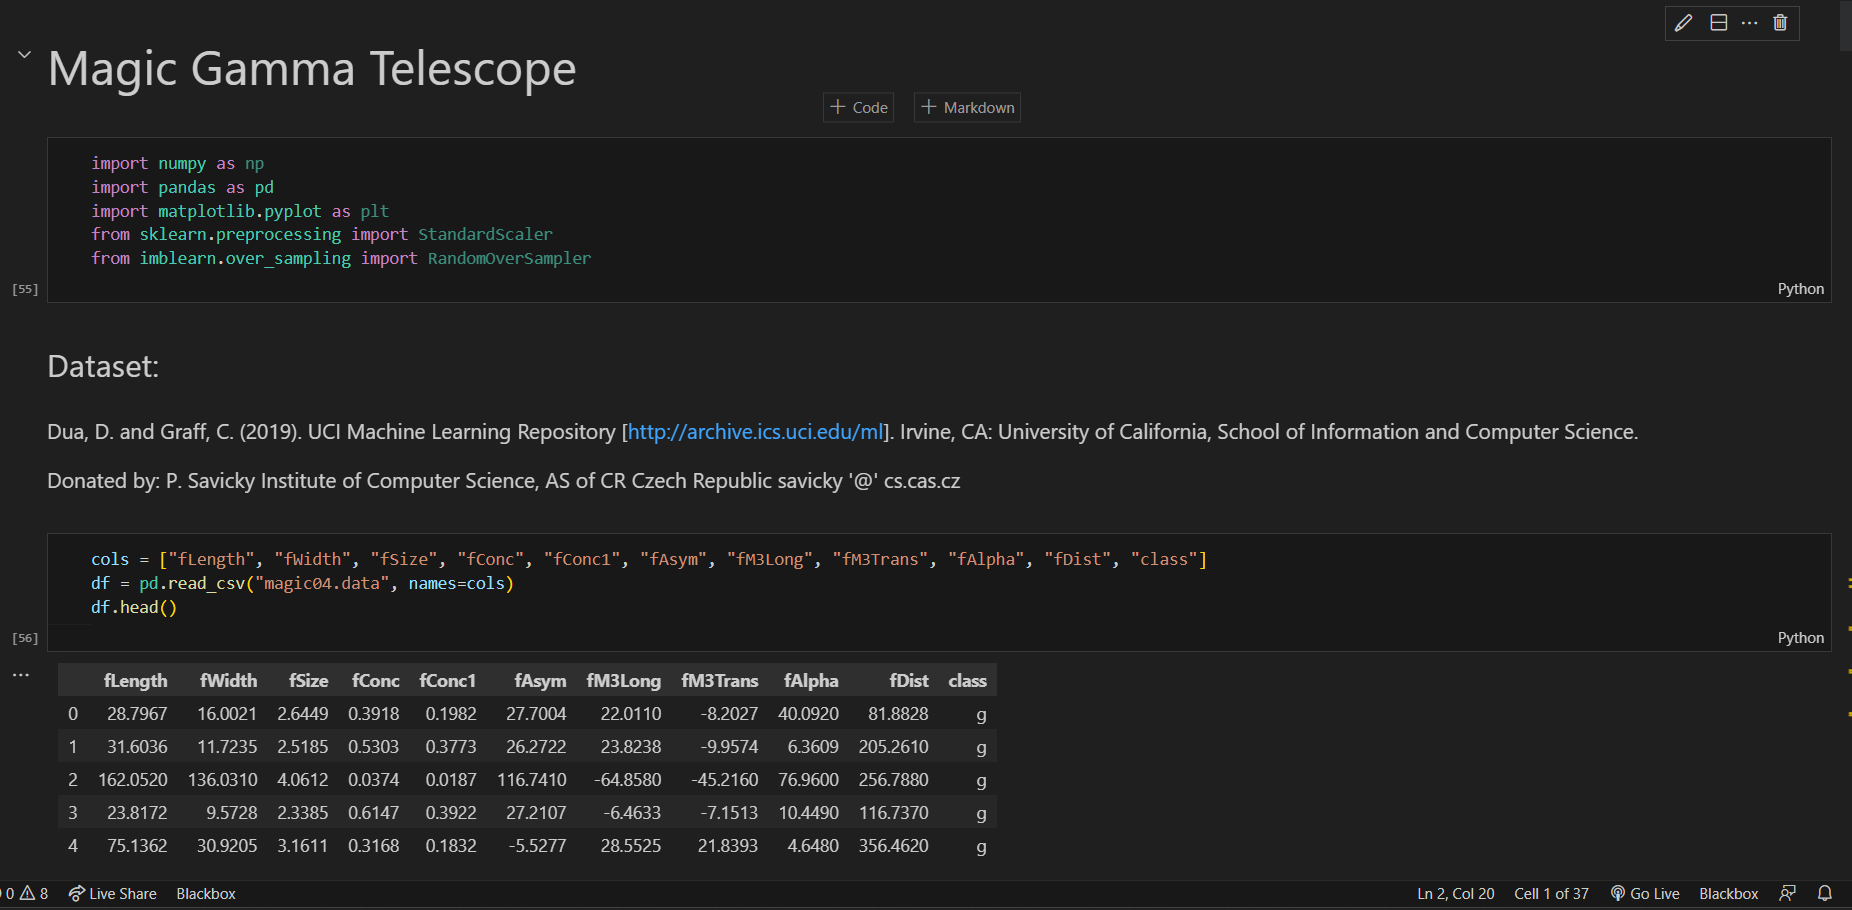 Magic Gamma Telescope
Code Markdown
import numpy as np
import pandas as pd
import matplotlib.pyplot as plt
from sklearn.preprocessing import StandardScaler
from imblearn.over_sampling import RandomOverSampler
[55]
Python
Dataset:
Dua, D. and Graff, C. (2019). UCI Machine Learning Repository [http://archive.ics.uci.edu/ml]. Irvine, CA: University of California, School of Information and Computer Science.
Donated by: P. Savicky Institute of Computer Science, AS of CR Czech Republic savicky '@' cs.cas.cz
cols = ["fLength", "fWidth", "fSize", "fConc", "fConc1", "fAsym", "fM3Long", "fM3Trans", "fAlpha", "fDist", "class"]
df = pd.read_csv("magic04.data", names=cols)
df.head()
[56]
Python
fLength fWidth fSize fConc fConc1 fAsym fM3Long fM3Trans fAlpha fDist class
0 28.7967 16.0021 2.6449 0.3918 0.1982 27.7004 22.0110 -8.2027 40.0920 81.8828 g
1 31.6036 11.7235 2.5185 0.5303 0.3773 26.2722 23.8238 -9.9574 6.3609 205.2610 g
2 162.0520 136.0310 4.0612 0.0374 0.0187 116.7410 -64.8580 -45.2160 76.9600 256.7880 g
3 23.8172 9.5728 2.3385 0.6147 0.3922 27.2107 -6.4633 -7.1513 10.4490 116.7370 g
4 75.1362 30.9205 3.1611 0.3168 0.1832 -5.5277 28.5525 21.8393 4.6480 356.4620 g
0 8 Live Share Blackbox Ln 2, Col 20 Cell 1 of 37 Go Live Blackbox